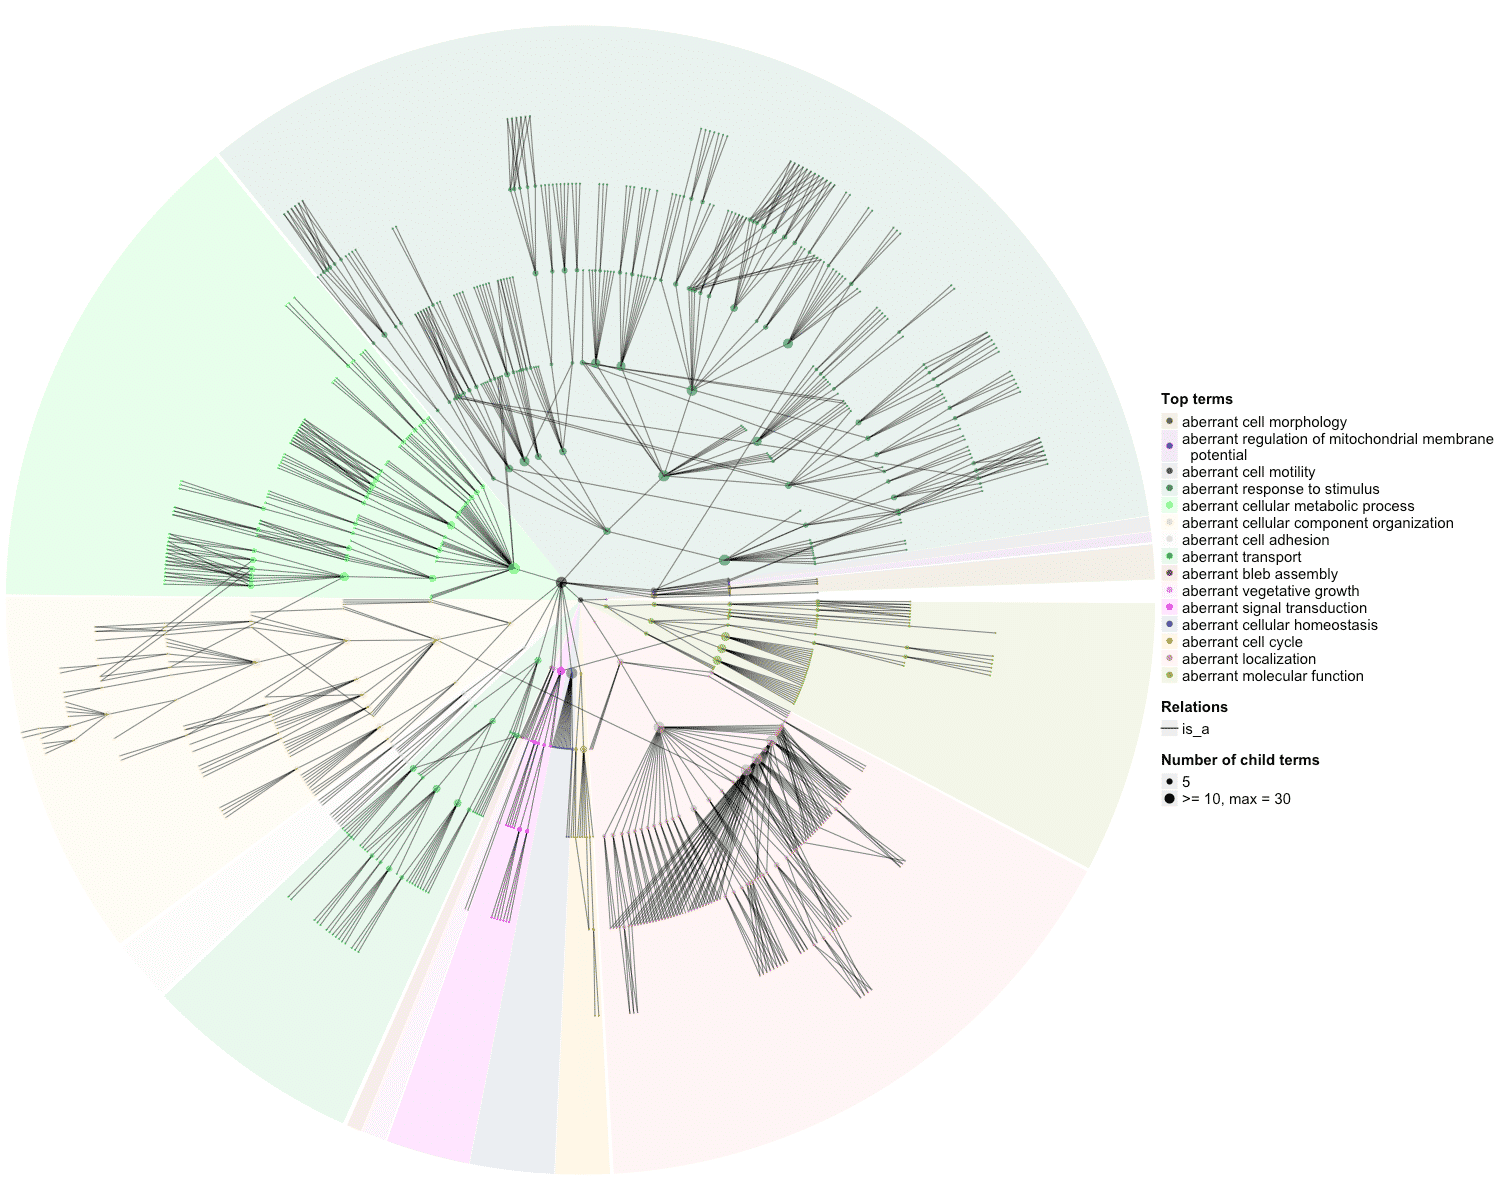 Top terms
aberrant cell morphology
aberrant regulation of mitochondrial membrane
potential
aberrant cell motility
aberrant response to stimulus
aberrant cellular metabolic process
aberrant cellular component organization
aberrant cell adhesion
aberrant transport
aberrant bleb assembly
aberrant vegetative growth
aberrant signal transduction
aberrant cellular homeostasis
aberrant cell cycle
aberrant localization
aberrant molecular function
Relations
is_a
Number of child terms
5
>= 10, max = 30